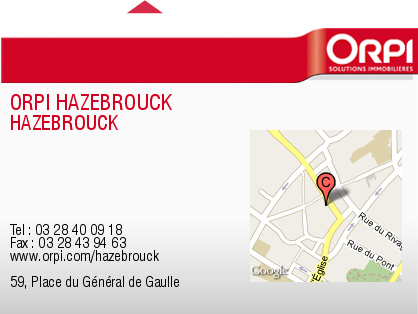 ORPI
SOLUTIONS IMMOBILIÈRES
ORPI HAZEBROUCK
HAZEBROUCK
C
Rue du Rivag
Rue du Pont
l'Église
Google
Tel : 03 28 40 09 18
Fax : 03 28 43 94 63
www.orpi.com/hazebrouck
59, Place du Général de Gaulle